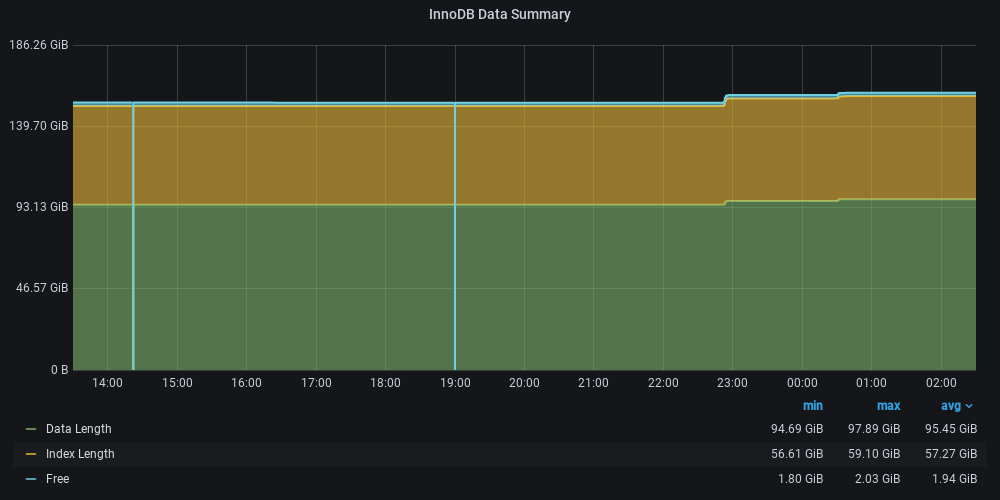 InnoDB Data Summary
186.26 GiB
139.70 GiB
93.13 GiB
46.57 GiB
0 B
14:00 15:00 16:00 17:00 18:00 19:00 20:00 21:00 22:00 23:00 00:00 01:00 02:00
min max avg
Data Length 94.69 GiB 97.89 GiB 95.45 GiB
Index Length 56.61 GiB 59.10 GiB 57.27 GiB
Free 1.80 GiB 2.03 GiB 1.94 GiB